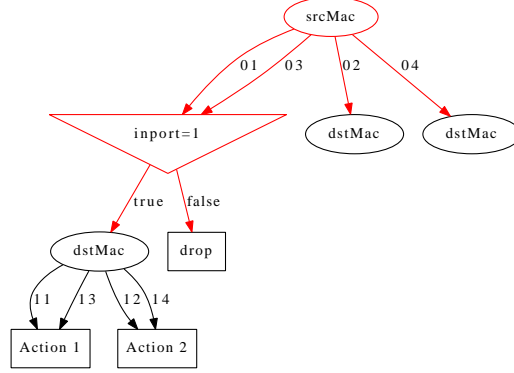 srcMac
01
03
02
04
inport=1
dstMac
dstMac
true
false
dstMac
drop
11
13
12
14
Action 1
Action 2